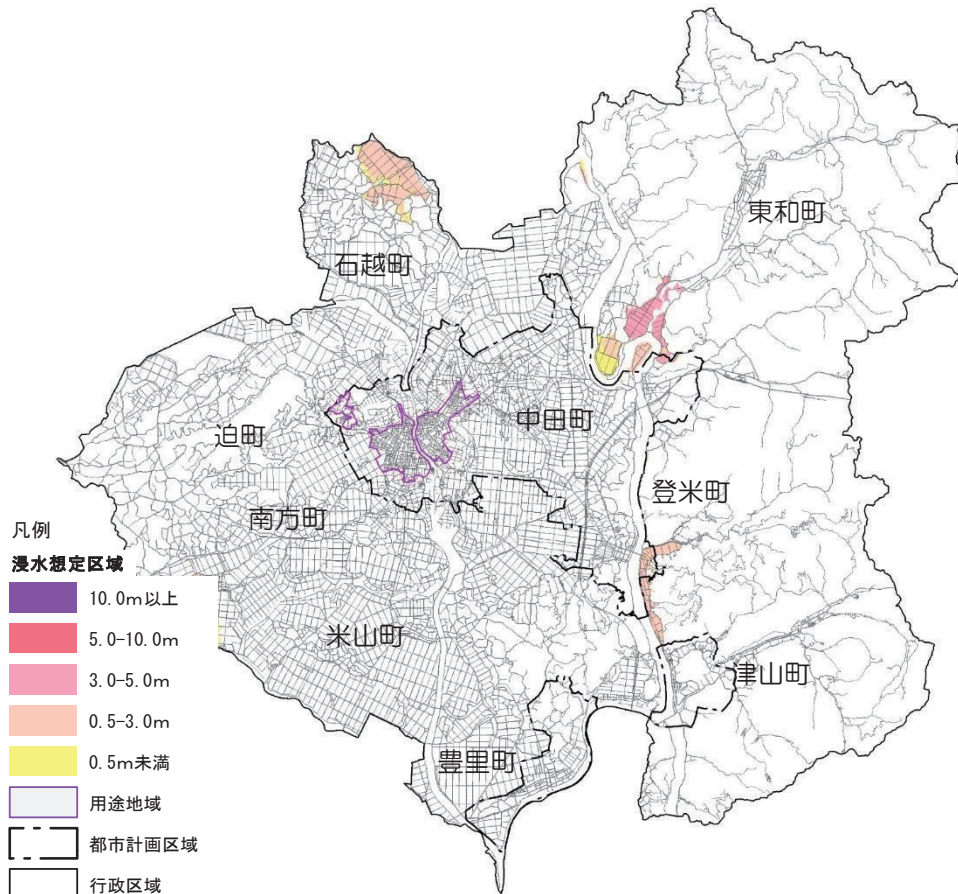 東和町
石越町
中田町
迫町
登米町
南方町
米山町
津山町
豊里町
凡例
浸水想定区域
10.0m以上
5.0-10.0m
3.0-5.0m
0.5-3.0m
0.5m未満
用途地域
都市計画区域
行政区域